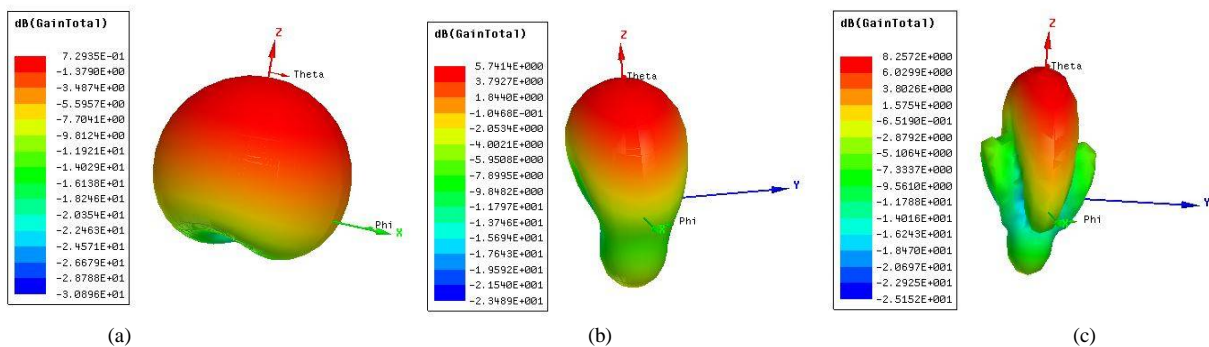 dB(GainTotal)
7.2935E-01
-1.3790E+00
-3.4874E+00
-5.5957E+00
-7.7041E+00
-9.8124E+00
-1.1921E+01
-1.4029E+01
-1.6138E+01
-1.8246E+01
-2.0354E+01
-2.2463E+01
-2.4571E+01
-2.6679E+01
-2.8788E+01
-3.0896E+01
Z
Theta
Phi
X
(a)
dB(GainTotal)
5.7414E+000
3.7927E+000
1.8440E+000
-1.0468E-001
-2.0534E+000
-4.0021E+000
-5.9508E+000
-7.8995E+000
-9.8482E+000
-1.1797E+001
-1.3746E+001
-1.5694E+001
-1.7643E+001
-1.9592E+001
-2.1540E+001
-2.3489E+001
Z
Theta
Y
X
Phi
(b)
dB(GainTotal)
8.2572E+000
6.0299E+000
3.8026E+000
1.5754E+000
-6.5190E-001
-2.8792E+000
-5.1064E+000
-7.3337E+000
-9.5610E+000
-1.1788E+001
-1.4016E+001
-1.6243E+001
-1.8470E+001
-2.0697E+001
-2.2925E+001
-2.5152E+001
Z
Theta
Y
Phi
(c)